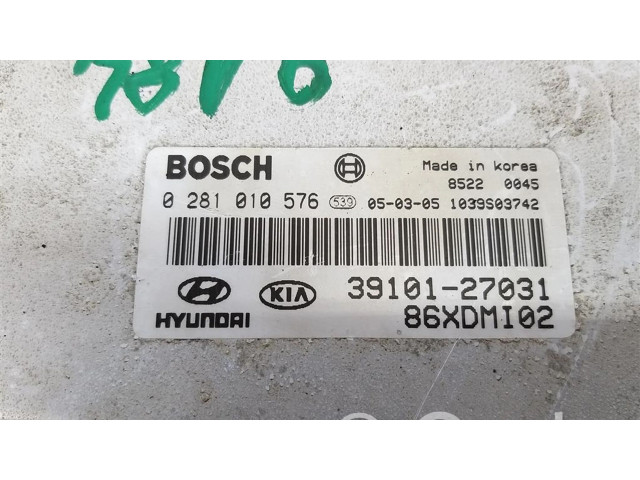 BOSCH Made in korea
8522 0045
0 281 010 576 539 05-03-05 1039S03742
HYUNDAI KIA 39101-27031
86XDMI02